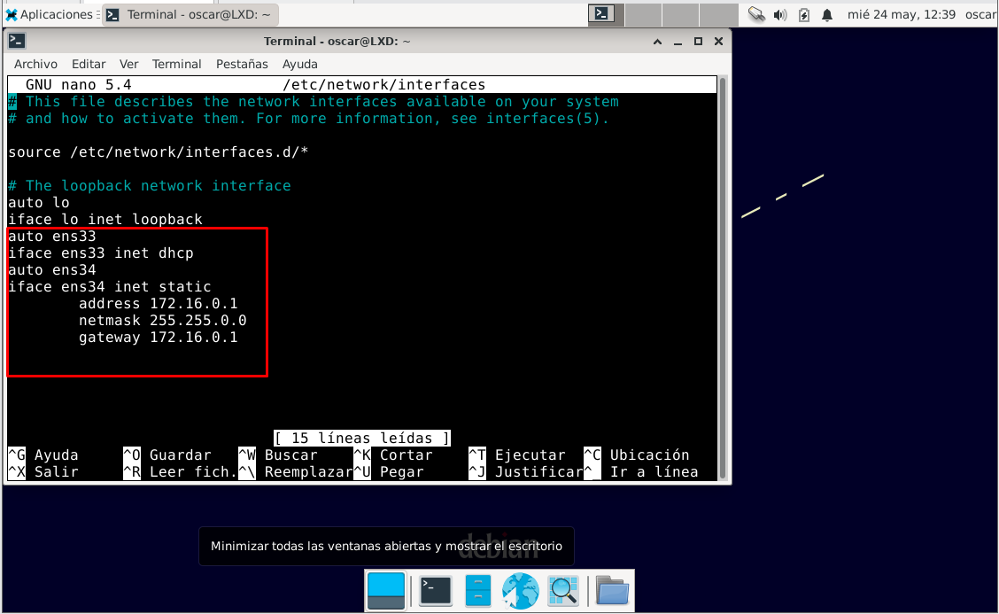 Aplicaciones
Terminal - oscar@LXD: ~
mié 24 may, 12:39
oscar
Terminal - oscar@LXD: ~
Archivo Editar Ver Terminal Pestañas Ayuda
GNU nano 5.4 /etc/network/interfaces
# This file describes the network interfaces available on your system
# and how to activate them. For more information, see interfaces(5).
source /etc/network/interfaces.d/*
# The loopback network interface
auto lo
iface lo inet loopback
auto ens33
iface ens33 inet dhcp
auto ens34
iface ens34 inet static
address 172.16.0.1
netmask 255.255.0.0
gateway 172.16.0.1
[ 15 líneas leídas ]
^G Ayuda ^O Guardar ^W Buscar ^K Cortar ^T Ejecutar ^C Ubicación
^X Salir ^R Leer fich. ^\ Reemplazar ^U Pegar ^J Justificar ^_ Ir a línea
debian
Minimizar todas las ventanas abiertas y mostrar el escritorio